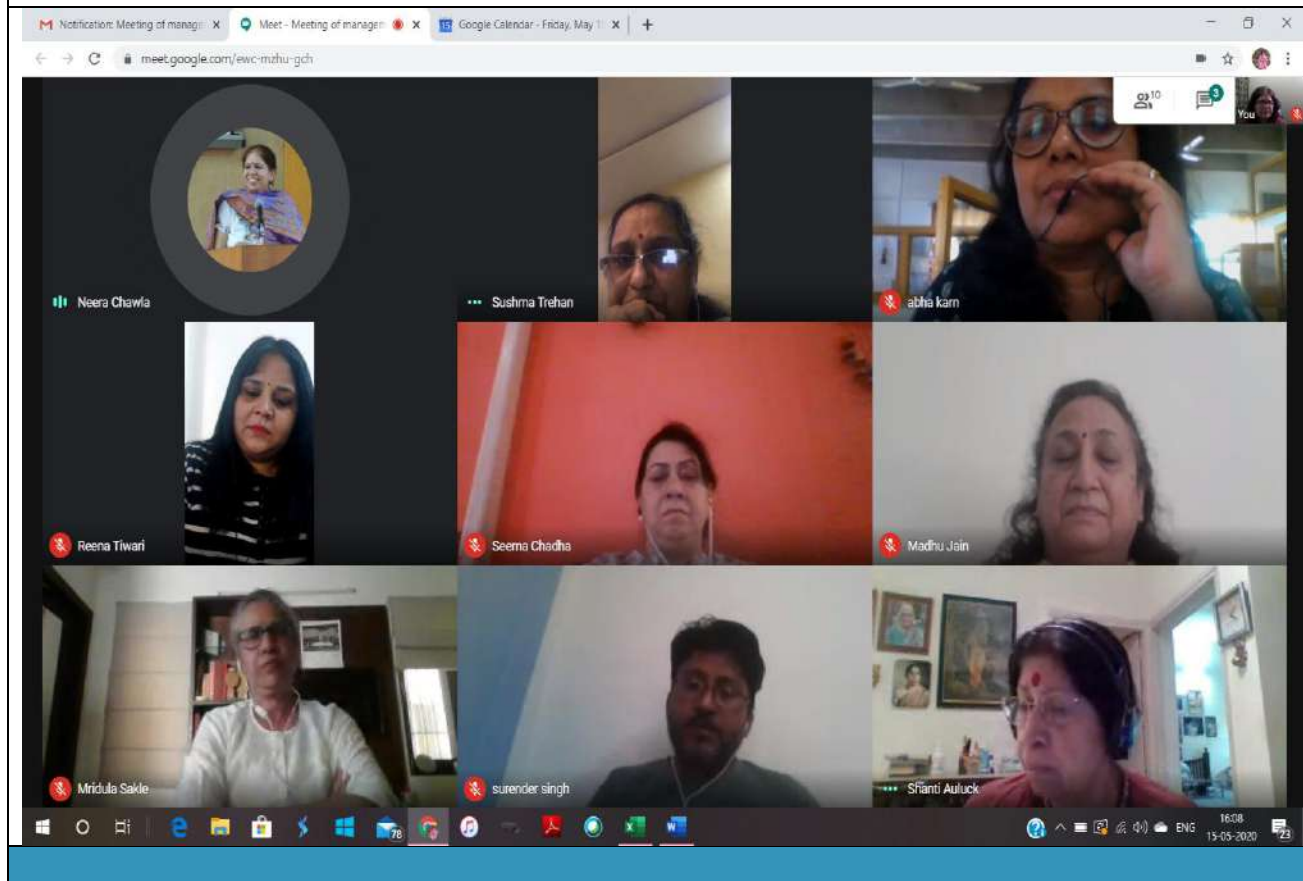 Notification: Meeting of manag
Meet - Meeting of managen
Google Calendar - Friday, May 1
meet.google.com/ewc-mzhu-gch
10
3
You
Neera Chawla
Sushma Trehan
abha karn
Reena Tiwari
Seema Chadha
Madhu Jain
Mridula Sakle
surender singh
Shanti Auluck
78
ENG
16:08
15-05-2020
23